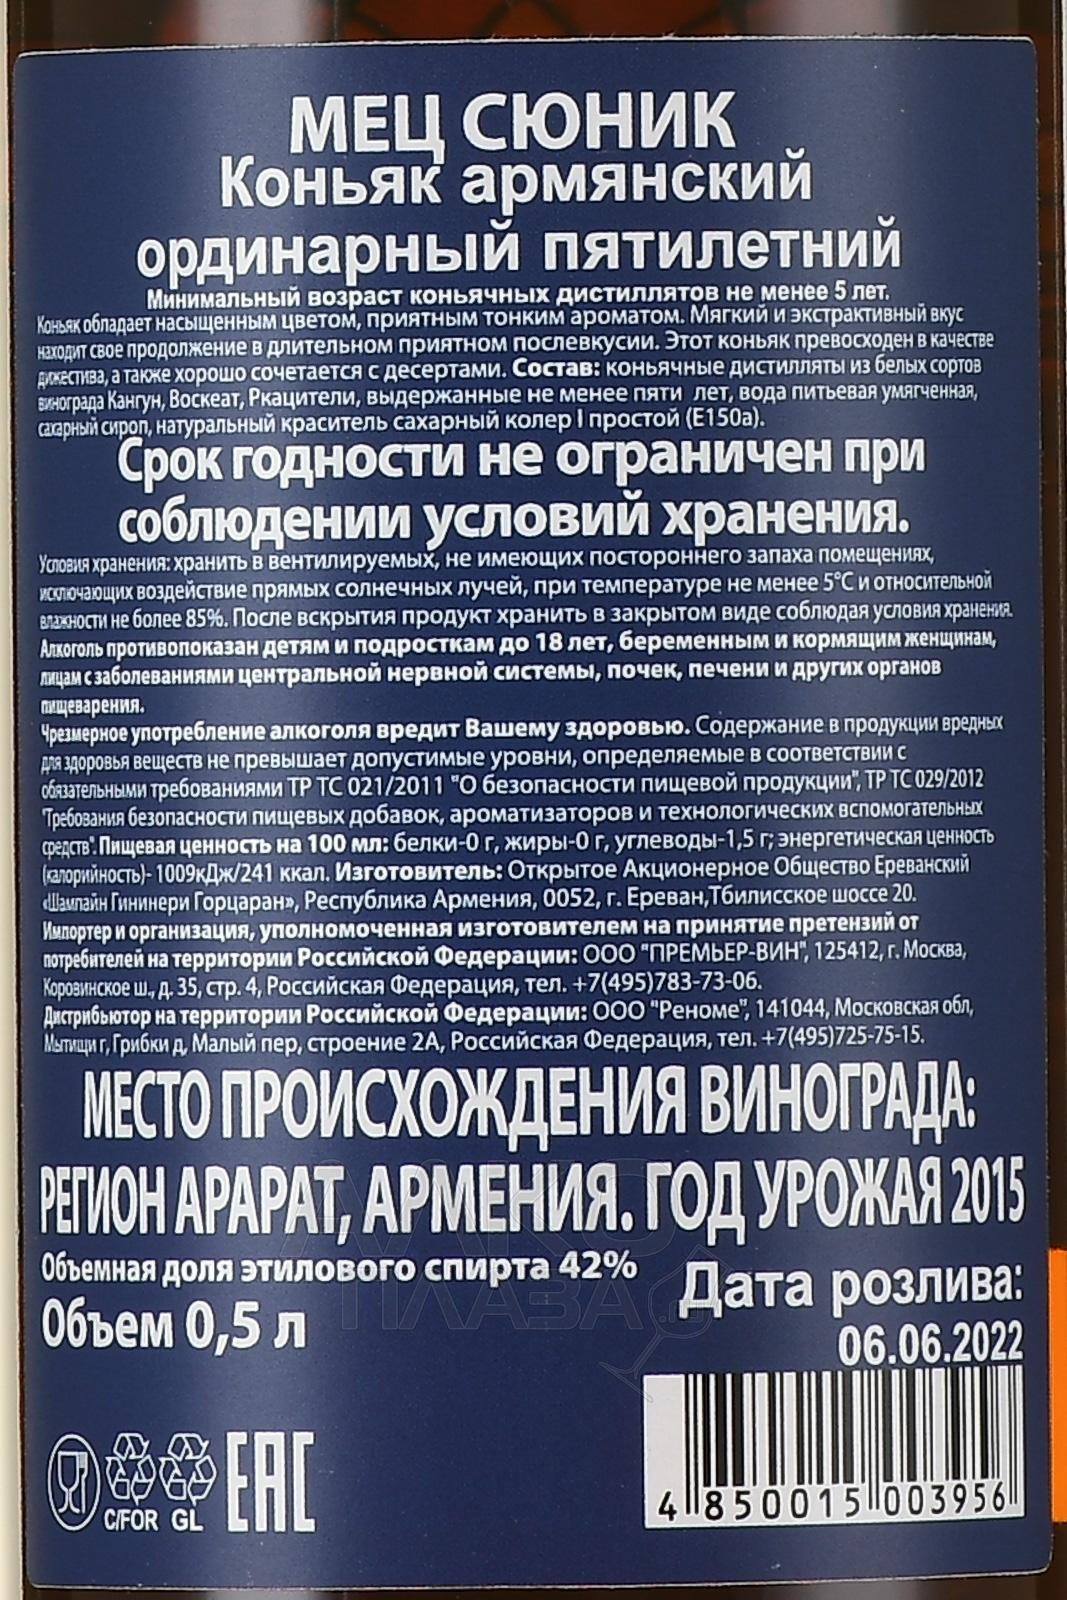 МЕЦ СЮНИК
Коньяк армянский
ординарный пятилетний
Минимальный возраст коньячных дистиллятов не менее 5 лет.
Коньяк обладает насыщенным цветом, приятным тонким ароматом. Мягкий и экстрактивный вкус
находит свое продолжение в длительном приятном послевкусии. Этот коньяк превосходен в качестве
дижестива, а также хорошо сочетается с десертами. Состав: коньячные дистилляты из белых сортов
винограда Кангун, Воскеат, Ркацители, выдержанные не менее пяти лет, вода питьевая умягченная,
сахарный сироп, натуральный краситель сахарный колер I простой (Е150а).
Срок годности не ограничен при
соблюдении условий хранения.
Условия хранения: хранить в вентилируемых, не имеющих постороннего запаха помещениях,
исключающих воздействие прямых солнечных лучей, при температуре не менее 5°С и относительной
влажности не более 85%. После вскрытия продукт хранить в закрытом виде соблюдая условия хранения.
Алкоголь противопоказан детям и подросткам до 18 лет, беременным и кормящим женщинам,
лицам с заболеваниями центральной нервной системы, почек, печени и других органов
пищеварения.
Чрезмерное употребление алкоголя вредит Вашему здоровью. Содержание в продукции вредных
для здоровья веществ не превышает допустимые уровни, определяемые в соответствии с
обязательными требованиями ТР ТС 021/2011 "О безопасности пищевой продукции", ТР ТС 029/2012
"Требования безопасности пищевых добавок, ароматизаторов и технологических вспомогательных
средств". Пищевая ценность на 100 мл: белки-0 г, жиры-0 г, углеводы-1,5 г; энергетическая ценность
(калорийность)- 1009кДж/241 ккал. Изготовитель: Открытое Акционерное Общество Ереванский
«Шампайн Гининери Горцаран», Республика Армения, 0052, г. Ереван,Тбилисское шоссе 20.
Импортер и организация, уполномоченная изготовителем на принятие претензий от
потребителей на территории Российской Федерации: ООО "ПРЕМЬЕР-ВИН", 125412, г. Москва,
Коровинское ш., д. 35, стр. 4, Российская Федерация, тел. +7(495)783-73-06.
Дистрибьютор на территории Российской Федерации: ООО "Реноме", 141044, Московская обл,
Мытищи г, Грибки д, Малый пер, строение 2А, Российская Федерация, тел. +7(495)725-75-15.
МЕСТО ПРОИСХОЖДЕНИЯ ВИНОГРАДА:
РЕГИОН АРАРАТ, АРМЕНИЯ. ГОД УРОЖАЯ 2015
Объемная доля этилового спирта 42%
Объем 0,5 л
Дата розлива:
06.06.2022
АЛКО
ПЛАЗА
C/FOR GL
EAC
4 850015 003956